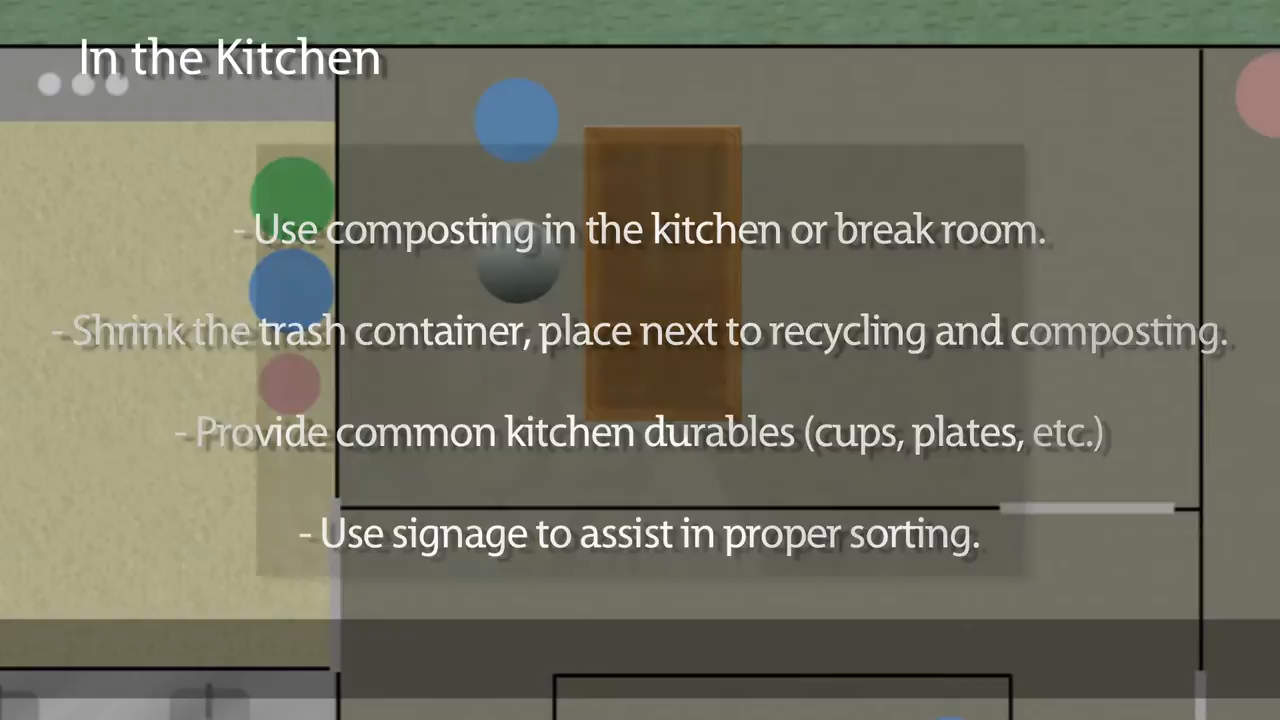 In the Kitchen
- Use composting in the kitchen or break room.
- Shrink the trash container, place next to recycling and composting.
- Provide common kitchen durables (cups, plates, etc.)
- Use signage to assist in proper sorting.